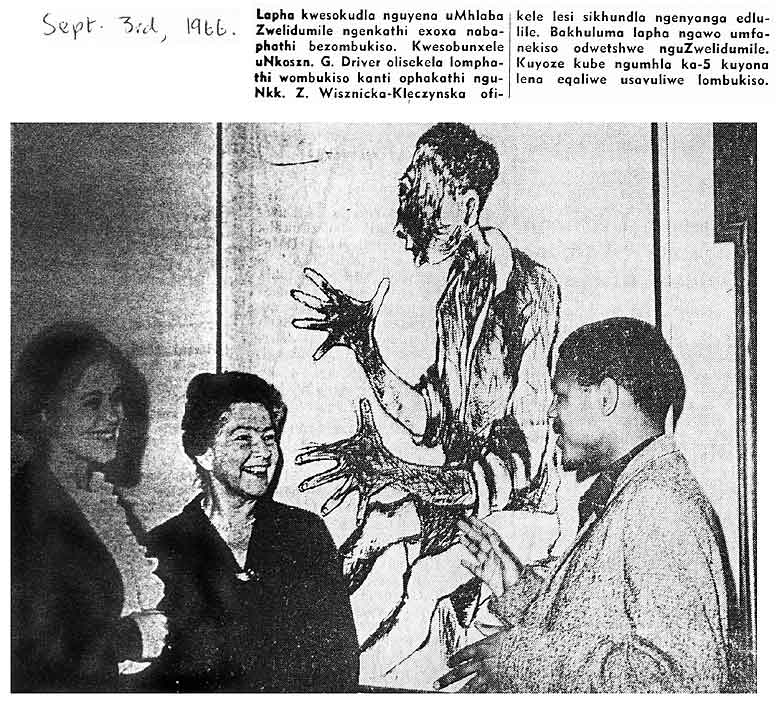 Sept. 3rd, 1966.
Lapha kwesokudla nguyena uMhlaba
Zwelidumile ngenkathi exoxa naba-
phathi bezombukiso. Kwesobunxele
uNkoszn. G. Driver olisekela lompha-
thi wombukiso kanti ophakathi ngu-
Nkk. Z. Wisznicka-Kleczynska ofi-
kele lesi sikhundla ngenyanga edlu-
lile. Bakhuluma lapha ngawo umfa-
nekiso odwetshwe nguZwelidumile.
Kuyoze kube ngumhla ka-5 kuyona
lena eqaliwe usavuliwe lombukiso.